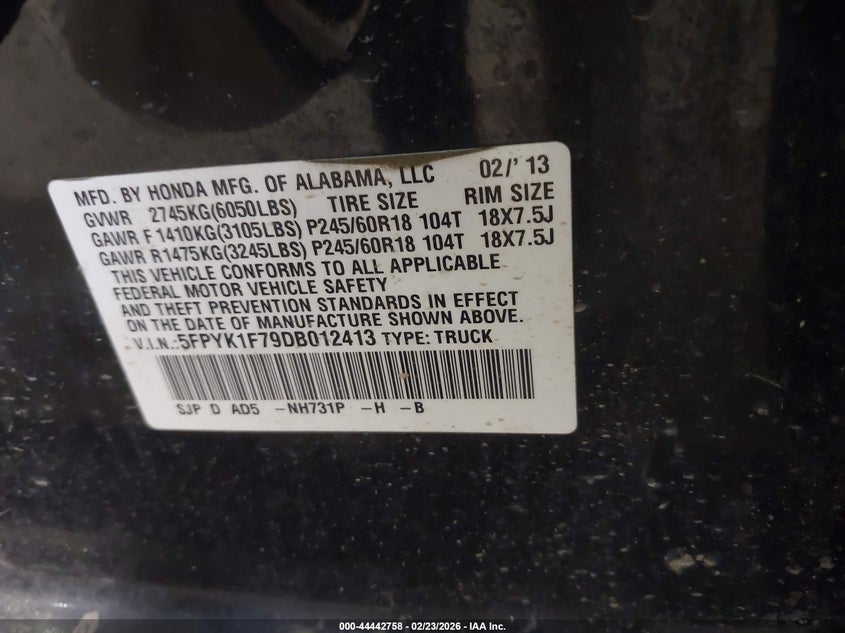 MFD. BY HONDA MFG. OF ALABAMA, LLC 02/'13
GVWR 2745KG(6050LBS) TIRE SIZE RIM SIZE
GAWR F1410KG(3105LBS) P245/60R18 104T 18X7.5J
GAWR R1475KG(3245LBS) P245/60R18 104T 18X7.5J
THIS VEHICLE CONFORMS TO ALL APPLICABLE
FEDERAL MOTOR VEHICLE SAFETY
AND THEFT PREVENTION STANDARDS IN EFFECT
ON THE DATE OF MANUFACTURE SHOWN ABOVE.
V.I.N.:5FPYK1F79DB012413 TYPE: TRUCK
SJP D AD5 -NH731P -H -B
000-44442758 - 02/23/2026 - IAA Inc.